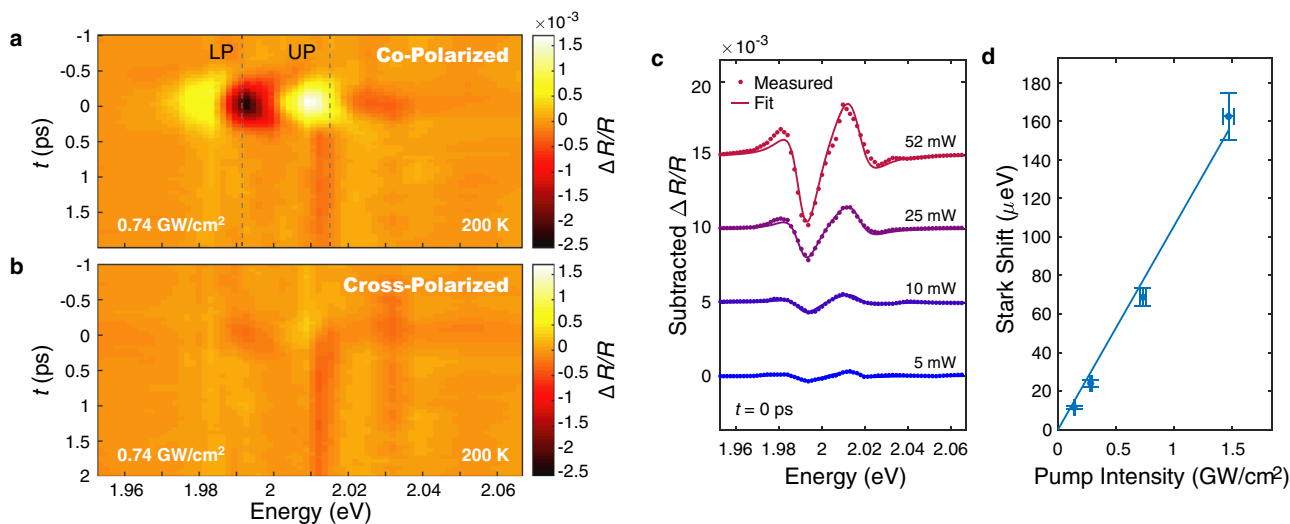 a
LP
UP
Co-Polarized
0.74 GW/cm²
200 K
-1
-0.5
0
0.5
1
1.5
t (ps)
×10⁻³
1.5
1
0.5
0
-0.5
-1
-1.5
-2
-2.5
ΔR/R
b
Cross-Polarized
0.74 GW/cm²
200 K
-1
-0.5
0
0.5
1
1.5
2
t (ps)
1.5
1
0.5
0
-0.5
-1
-1.5
-2
-2.5
ΔR/R
1.96
1.98
2
2.02
2.04
2.06
Energy (eV)
c
×10⁻³
Measured
Fit
52 mW
25 mW
10 mW
5 mW
t = 0 ps
20
15
10
5
0
Subtracted ΔR/R
1.96
1.98
2
2.02
2.04
2.06
Energy (eV)
d
180
160
140
120
100
80
60
40
20
0
Stark Shift (μeV)
0
0.5
1
1.5
Pump Intensity (GW/cm²)